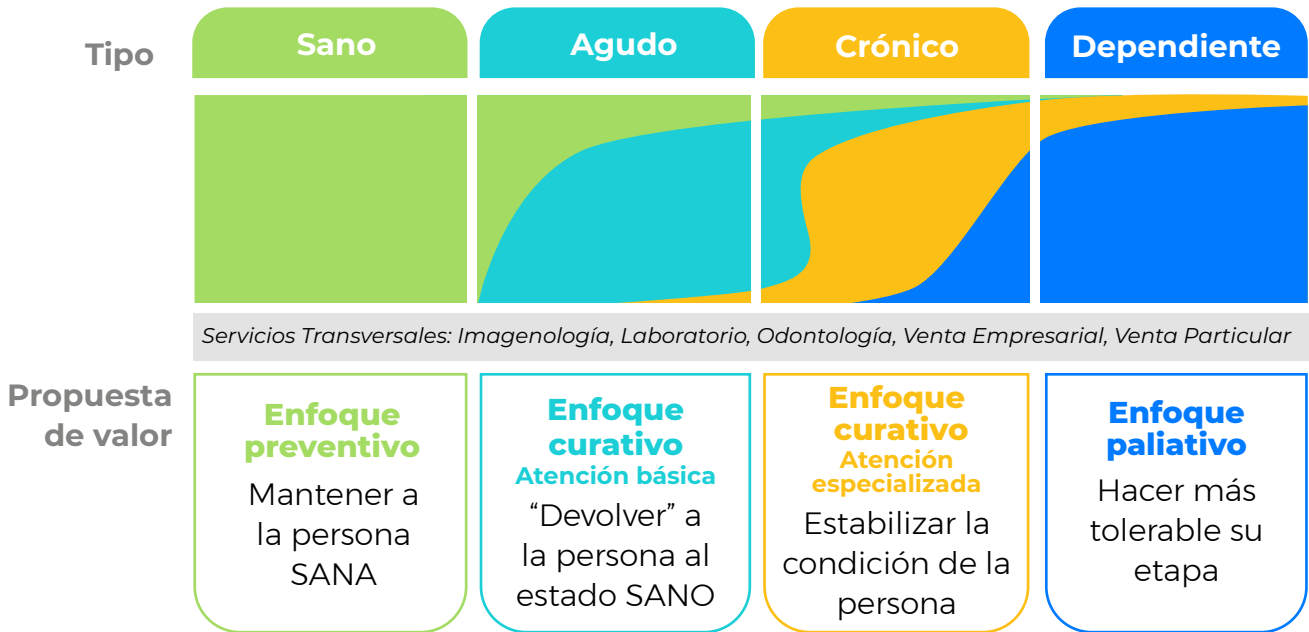 Tipo
Sano
Agudo
Crónico
Dependiente
Servicios Transversales: Imagenología, Laboratorio, Odontología, Venta Empresarial, Venta Particular
Propuesta
de valor
Enfoque
preventivo
Mantener a
la persona
SANA
Enfoque
curativo
Atención básica
“Devolver” a
la persona al
estado SANO
Enfoque
curativo
Atención
especializada
Estabilizar la
condición de la
persona
Enfoque
paliativo
Hacer más
tolerable su
etapa